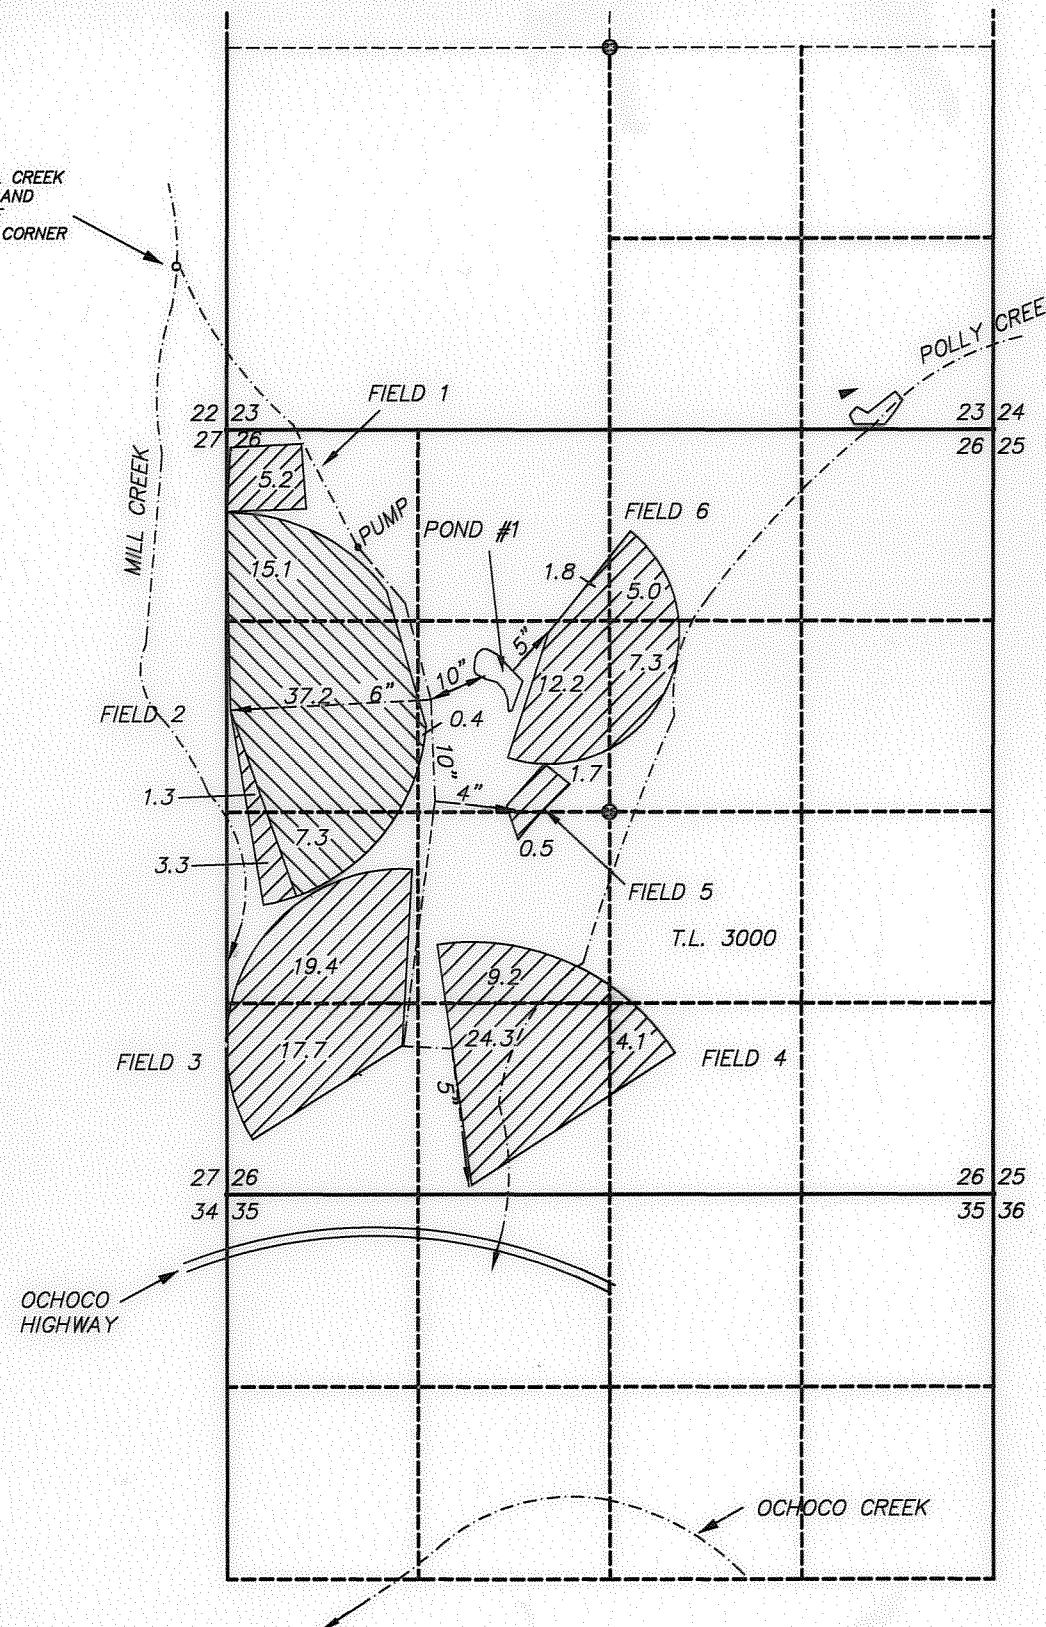 CREEK
AND
CORNER
POLLY CREE
FIELD 1
22 23
23 24
27 26
26 25
MILL CREEK
5.2
PUMP
POND #1
FIELD 6
15.1
1.8
5.0
5"
10"
7.3
12.2
37.2
6"
FIELD 2
0.4
10"
1.7
1.3
4"
7.3
0.5
3.3
FIELD 5
T.L. 3000
19.4
9.2
24.3
17.7
4.1
FIELD 3
FIELD 4
5"
27 26
26 25
34 35
35 36
OCHOCO
HIGHWAY
OCHOCO CREEK